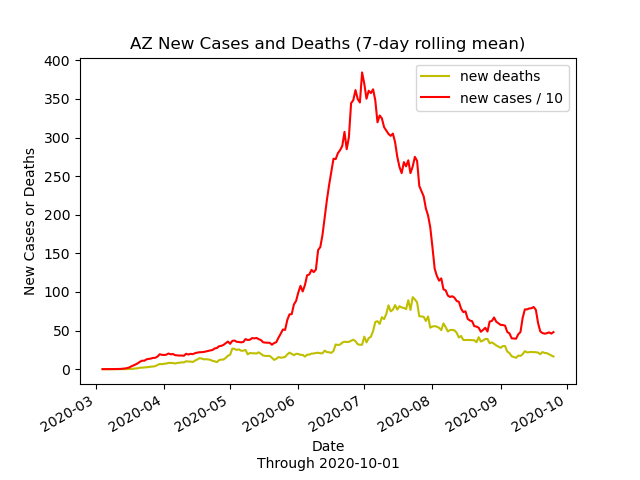 AZ New Cases and Deaths (7-day rolling mean)
new deaths
new cases / 10
New Cases or Deaths
400
350
300
250
200
150
100
50
0
2020-03
2020-04
2020-05
2020-06
2020-07
2020-08
2020-09
2020-10
Date
Through 2020-10-01